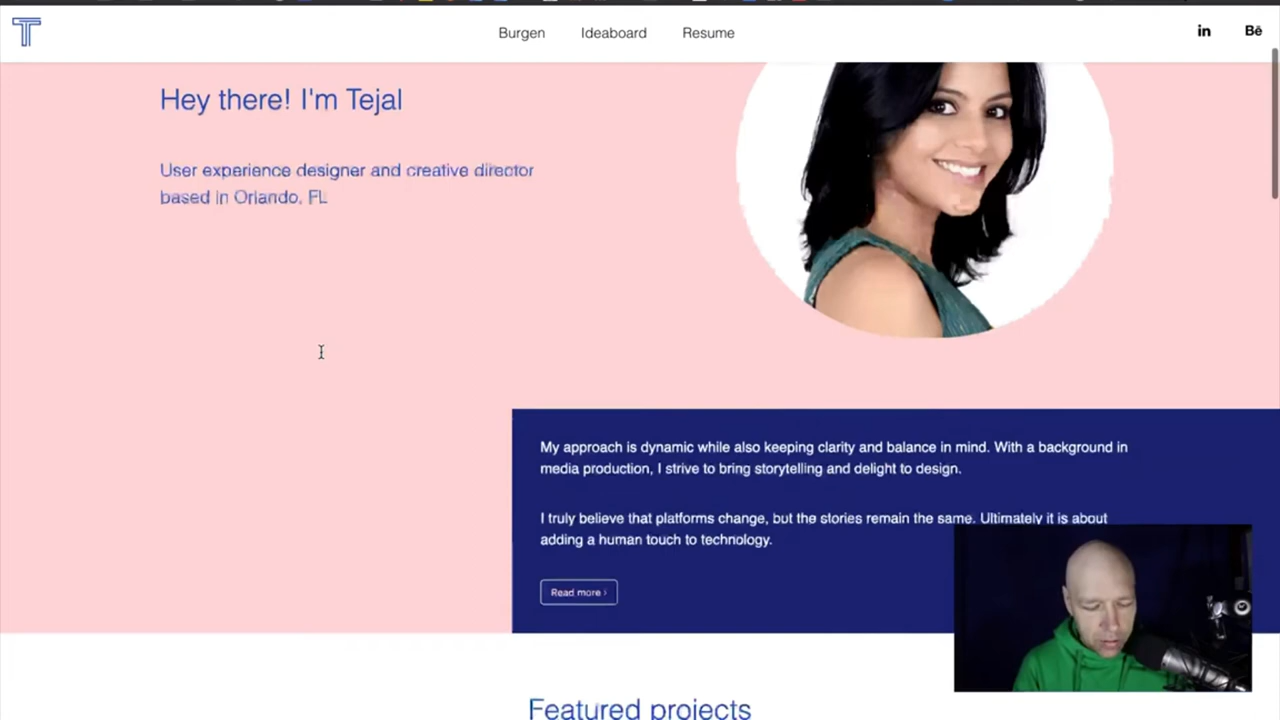 T
Burgen Ideaboard Resume
in Bē
Hey there! I'm Tejal
User experience designer and creative director
based in Orlando, FL
My approach is dynamic while also keeping clarity and balance in mind. With a background in
media production, I strive to bring storytelling and delight to design.
I truly believe that platforms change, but the stories remain the same. Ultimately it is about
adding a human touch to technology.
Read more ›
Featured projects